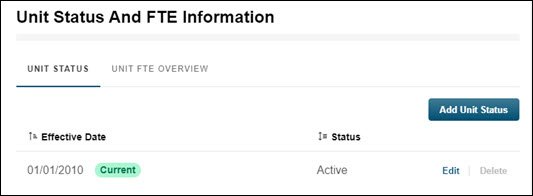 Unit Status And FTE Information
UNIT STATUS UNIT FTE OVERVIEW
Add Unit Status
Effective Date Status
01/01/2010 Current Active Edit | Delete